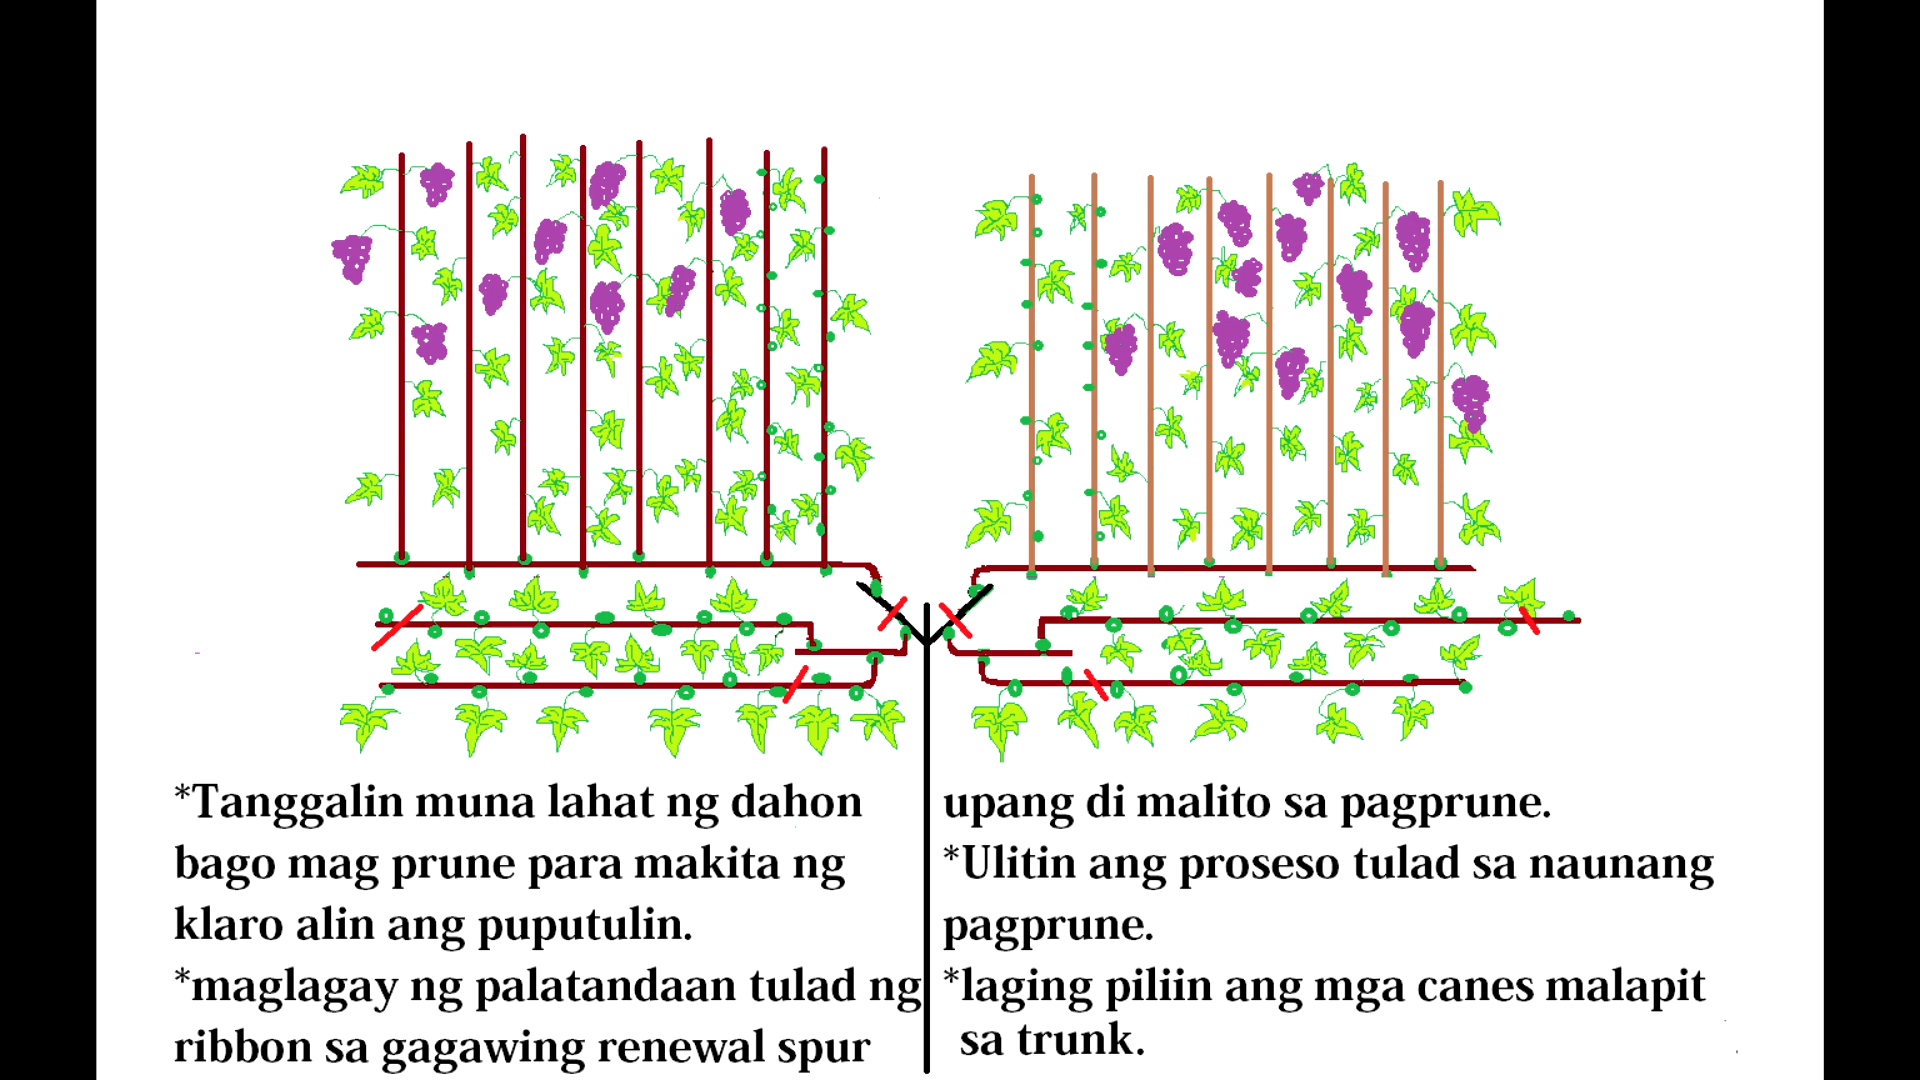 *Tanggalin muna lahat ng dahon
bago mag prune para makita ng
klaro alin ang puputulin.
*maglagay ng palatandaan tulad ng
ribbon sa gagawing renewal spur
upang di malito sa pagprune.
*Ulitin ang proseso tulad sa naunang
pagprune.
*laging piliin ang mga canes malapit
sa trunk.